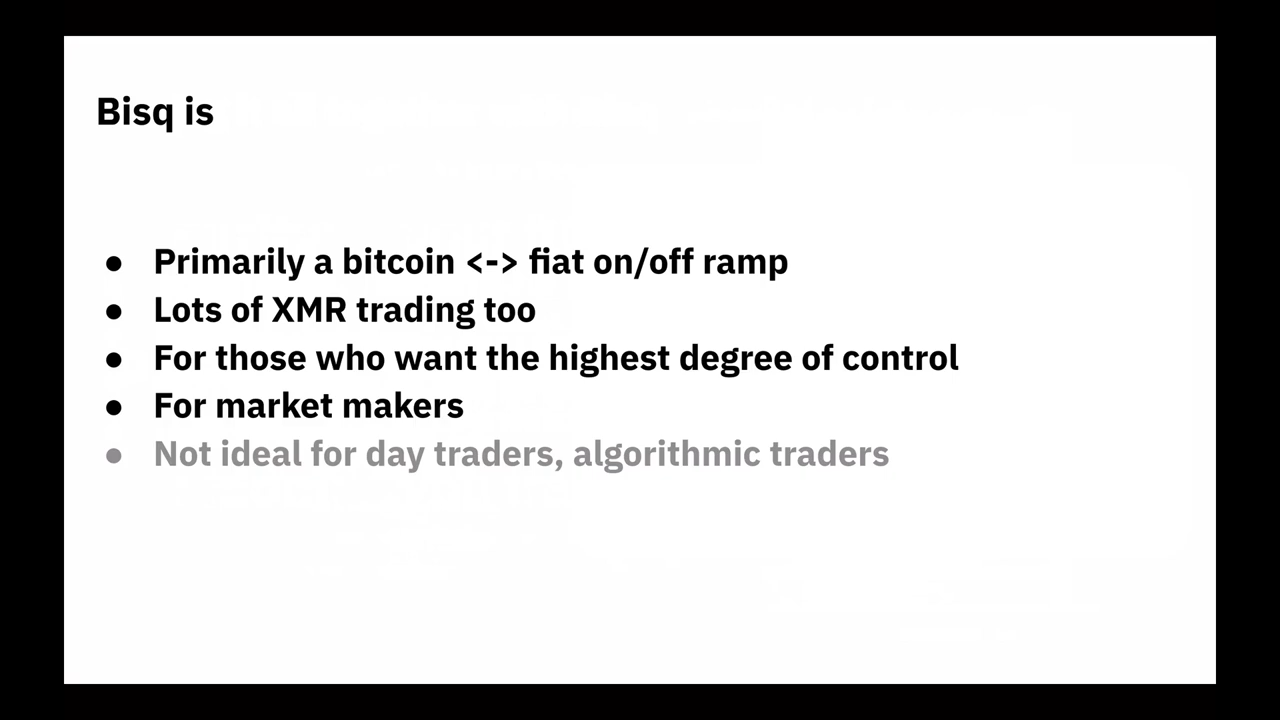 Bisq is
● Primarily a bitcoin <-> fiat on/off ramp
● Lots of XMR trading too
● For those who want the highest degree of control
● For market makers
● Not ideal for day traders, algorithmic traders